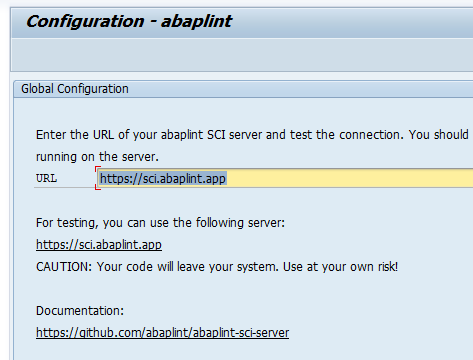 Configuration - abaplint
Global Configuration
Enter the URL of your abaplint SCI server and test the connection. You should
running on the server.
URL https://sci.abaplint.app
For testing, you can use the following server:
https://sci.abaplint.app
CAUTION: Your code will leave your system. Use at your own risk!
Documentation:
https://github.com/abaplint/abaplint-sci-server